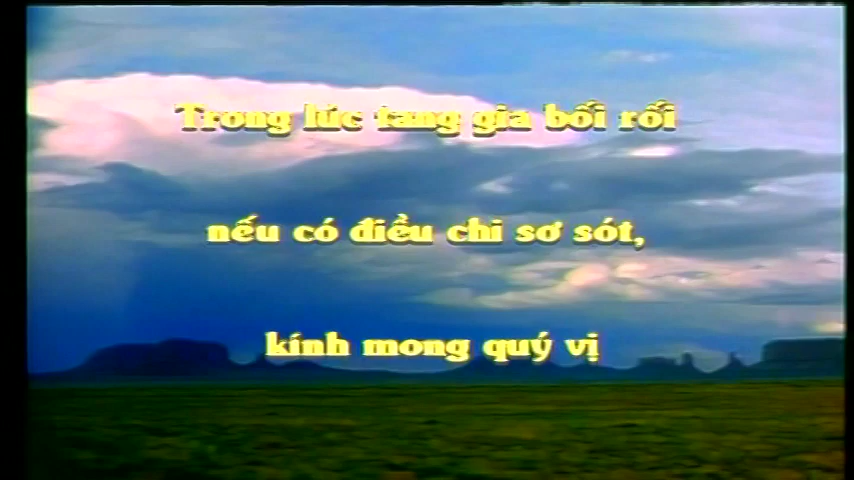 Trong lúc tang gia bối rối
nếu có điều chi sơ sót,
kính mong quý vị